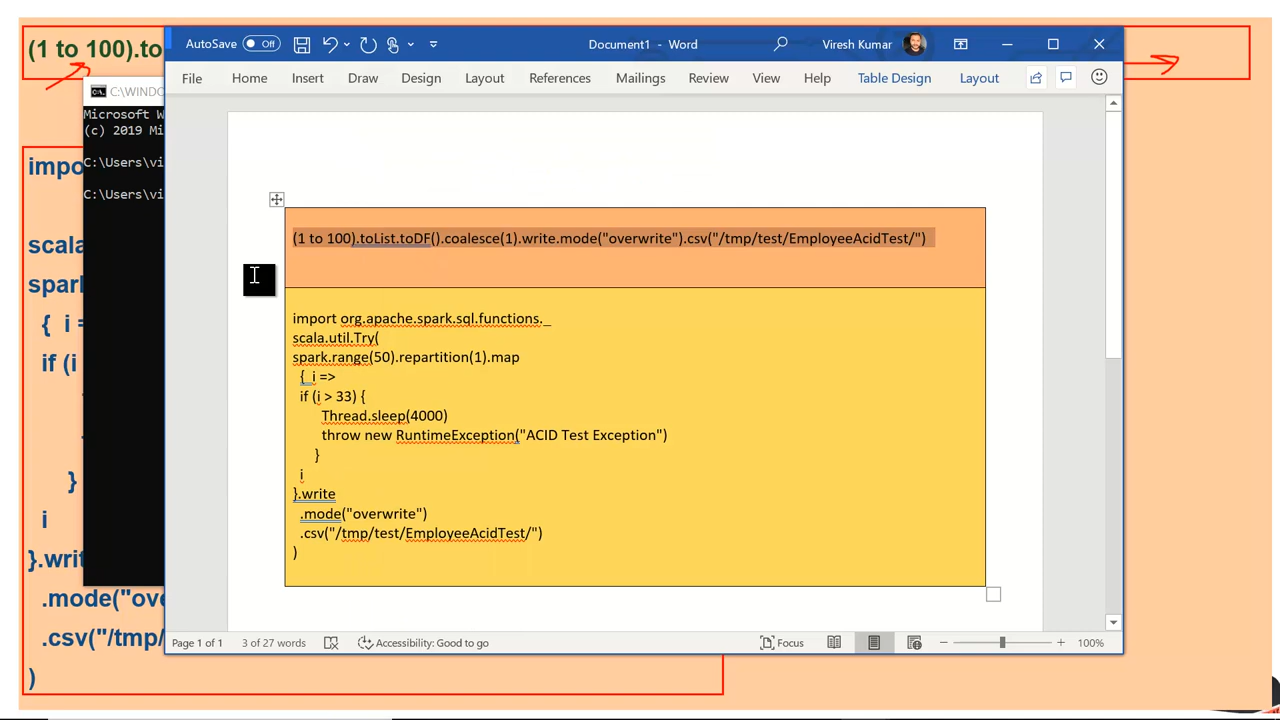 (1 to 100).to
AutoSave Off
Document1 - Word
Viresh Kumar
File Home Insert Draw Design Layout References Mailings Review View Help Table Design Layout
C:\WINDO
Microsoft W
(c) 2019 Mi
C:\Users\vi
C:\Users\vi
impo
scala
spark
{ i =
if (i
}
i
}.writ
.mode("ove
.csv("/tmp/
)
(1 to 100).toList.toDF().coalesce(1).write.mode("overwrite").csv("/tmp/test/EmployeeAcidTest/")
import org.apache.spark.sql.functions._
scala.util.Try(
spark.range(50).repartition(1).map
{ i =>
if (i > 33) {
Thread.sleep(4000)
throw new RuntimeException("ACID Test Exception")
}
i
}.write
.mode("overwrite")
.csv("/tmp/test/EmployeeAcidTest/")
)
Page 1 of 1 3 of 27 words Accessibility: Good to go Focus 100%